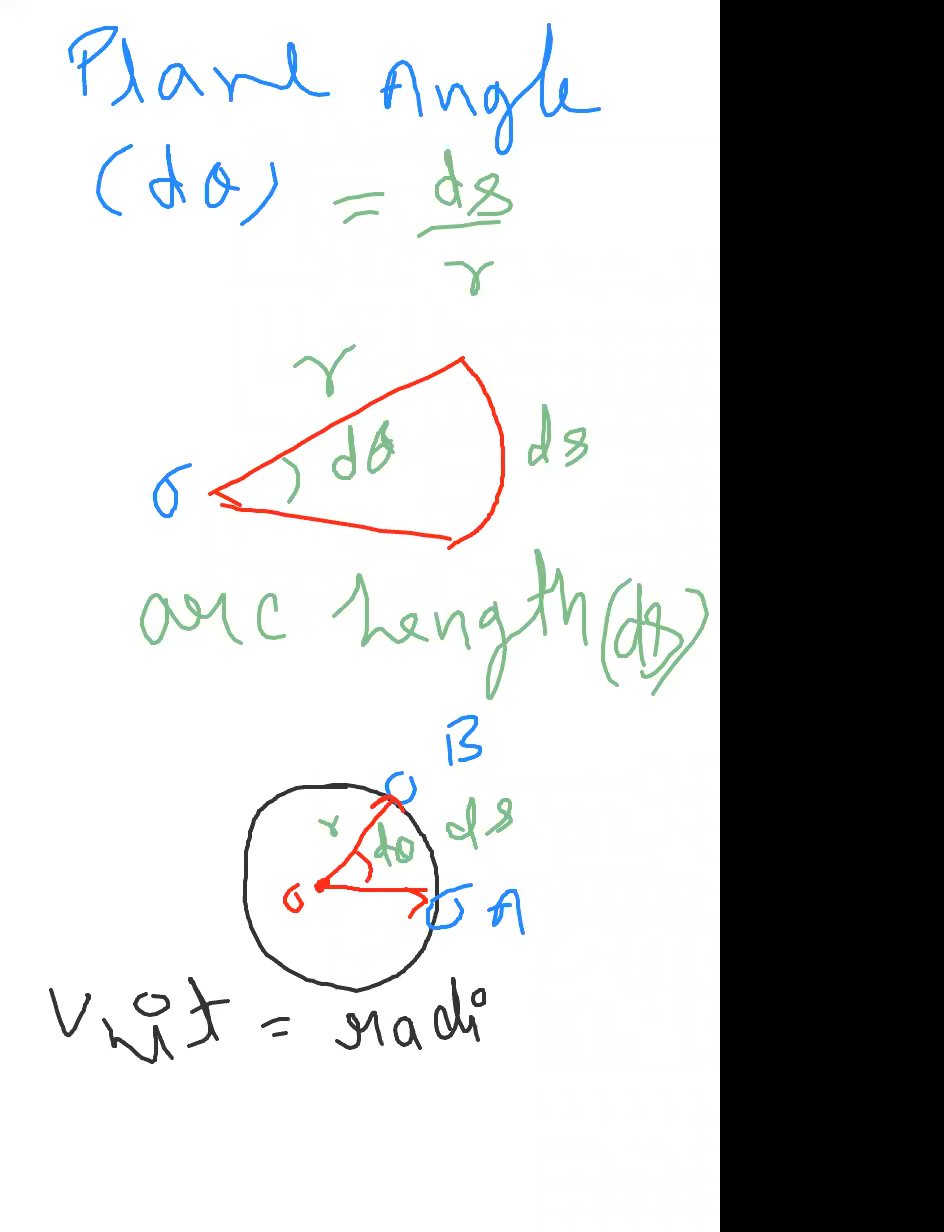 Plane Angle
(dθ) = ds/r
r
dθ
ds
O
arc length (ds)
B
r
dθ
ds
O
A
Unit = radi